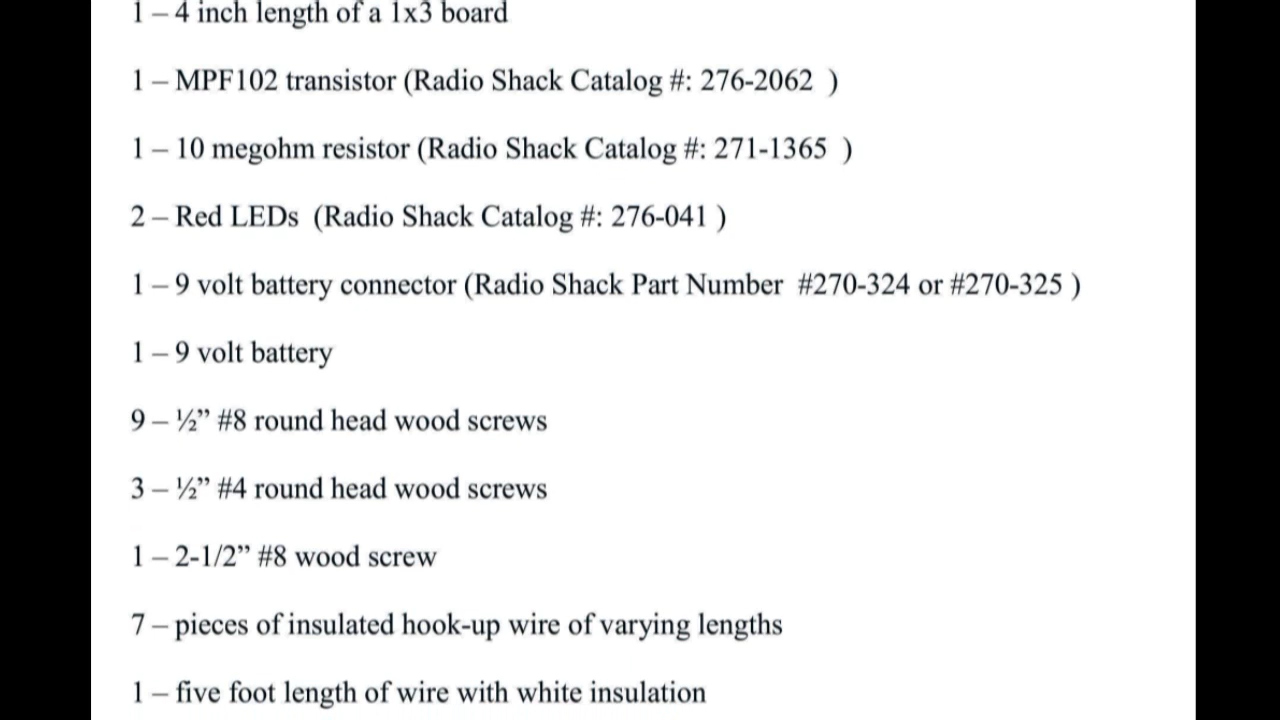 1 – 4 inch length of a 1x3 board
1 – MPF102 transistor (Radio Shack Catalog #: 276-2062  )
1 – 10 megohm resistor (Radio Shack Catalog #: 271-1365  )
2 – Red LEDs  (Radio Shack Catalog #: 276-041 )
1 – 9 volt battery connector (Radio Shack Part Number  #270-324 or #270-325 )
1 – 9 volt battery
9 – ½” #8 round head wood screws
3 – ½” #4 round head wood screws
1 – 2-1/2” #8 wood screw
7 – pieces of insulated hook-up wire of varying lengths
1 – five foot length of wire with white insulation